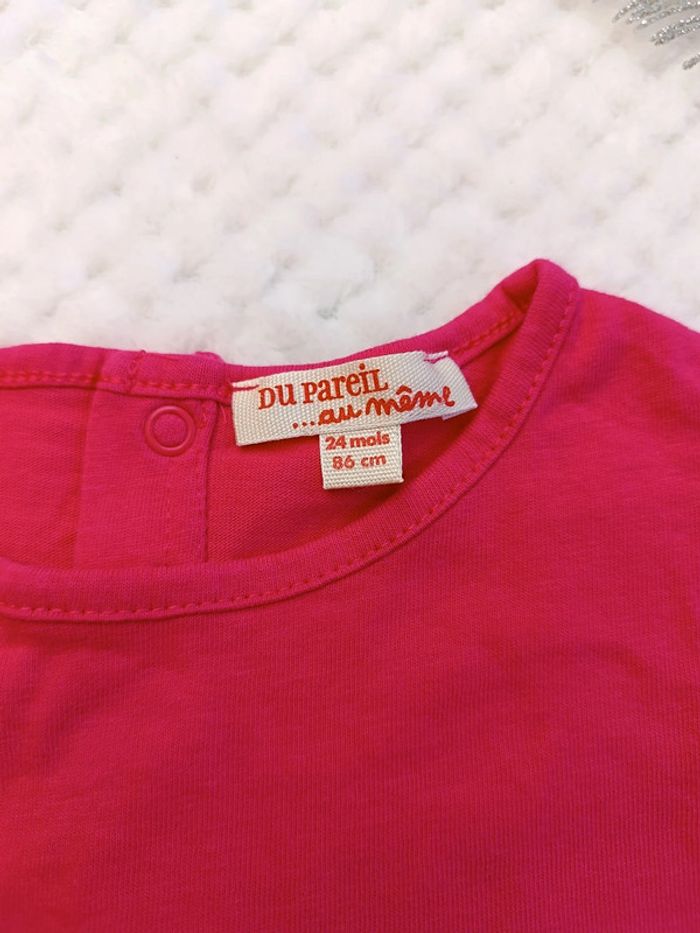 DU PAREIL
...au même
24 mois
86 cm